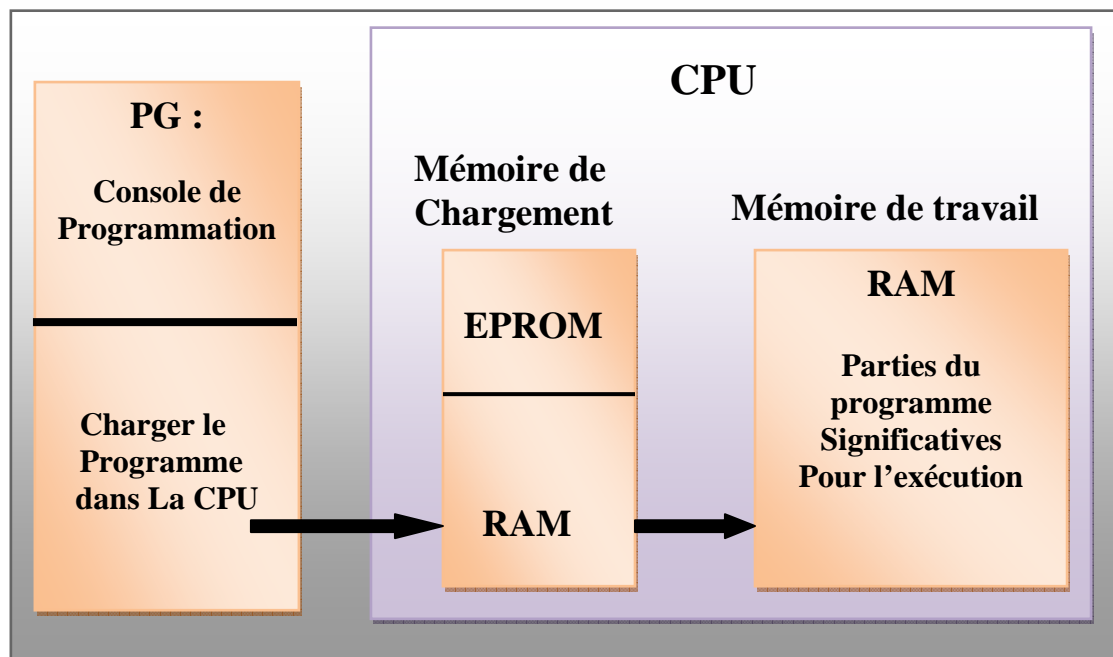 PG :
Console de
Programmation
Charger le
Programme
dans La CPU
CPU
Mémoire de
Chargement
EPROM
RAM
Mémoire de travail
RAM
Parties du
programme
Significatives
Pour l’exécution